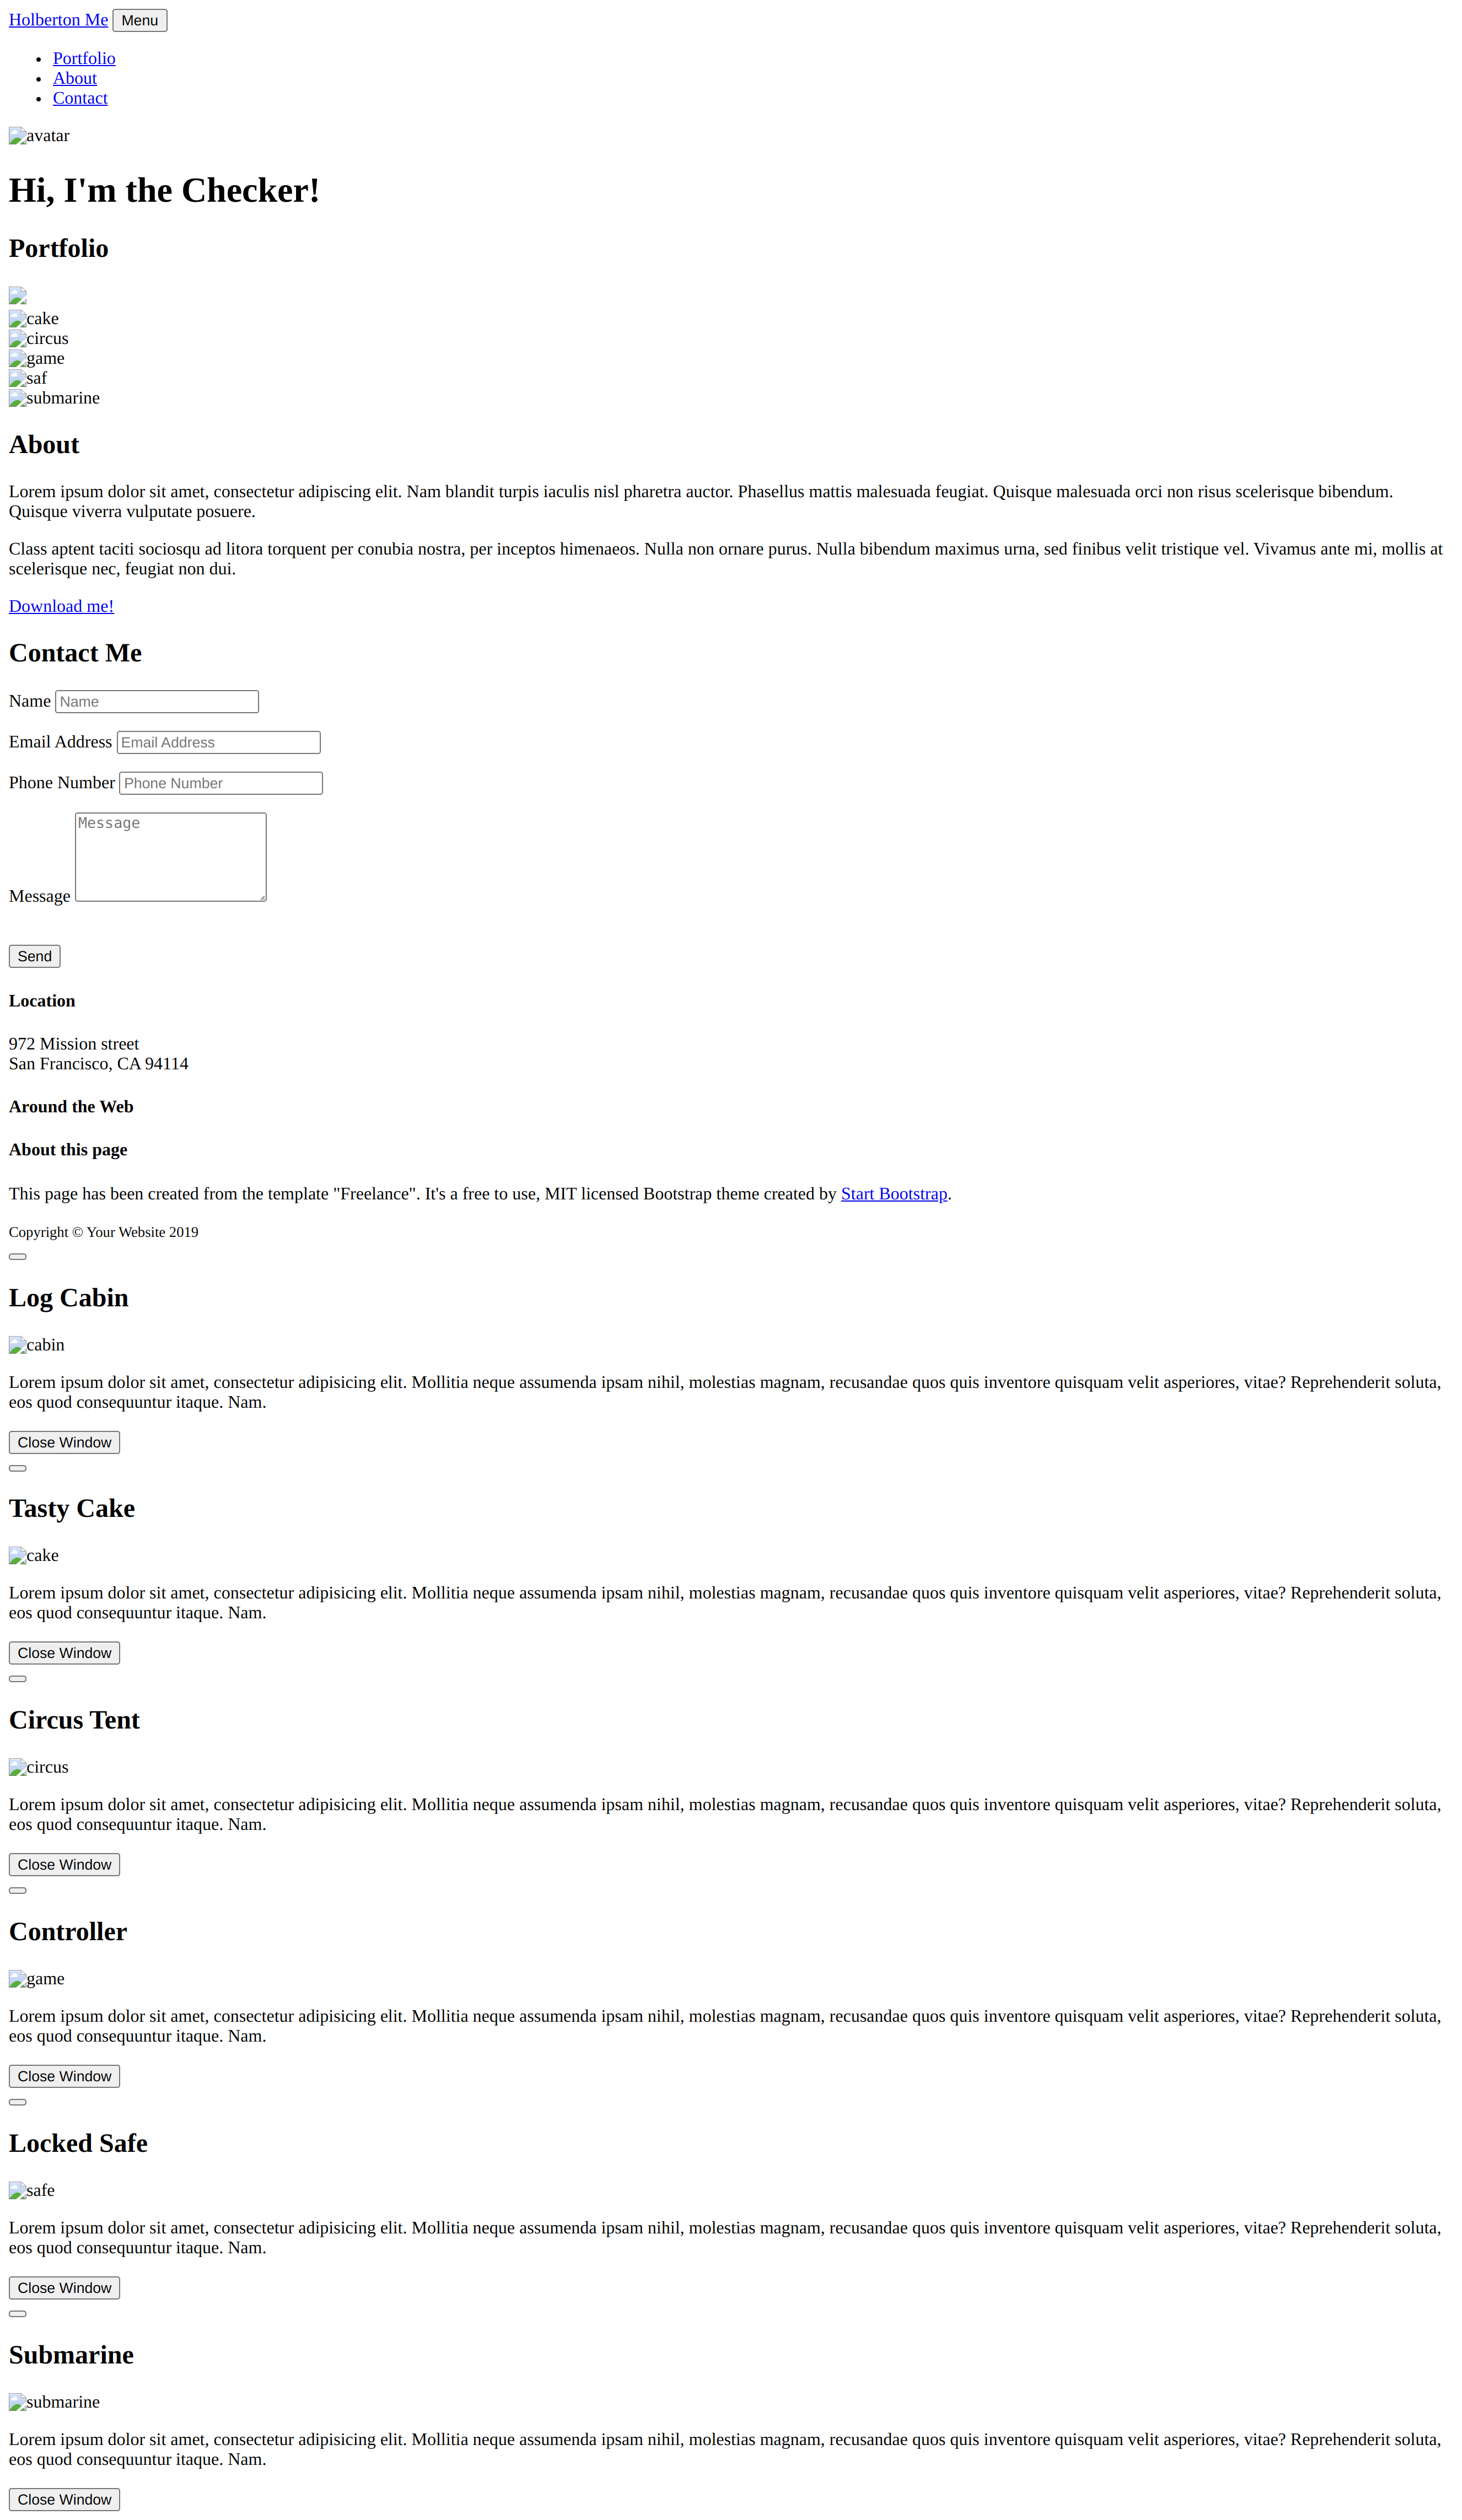 Holberton Me Menu
Portfolio
About
Contact
avatar
Hi, I'm the Checker!
Portfolio
cake
circus
game
saf
submarine
About
Lorem ipsum dolor sit amet, consectetur adipiscing elit. Nam blandit turpis iaculis nisl pharetra auctor. Phasellus mattis malesuada feugiat. Quisque malesuada orci non risus scelerisque bibendum.
Quisque viverra vulputate posuere.
Class aptent taciti sociosqu ad litora torquent per conubia nostra, per inceptos himenaeos. Nulla non ornare purus. Nulla bibendum maximus urna, sed finibus velit tristique vel. Vivamus ante mi, mollis at
scelerisque nec, feugiat non dui.
Download me!
Contact Me
Name Name
Email Address Email Address
Phone Number Phone Number
Message
Message
Send
Location
972 Mission street
San Francisco, CA 94114
Around the Web
About this page
This page has been created from the template "Freelance". It's a free to use, MIT licensed Bootstrap theme created by Start Bootstrap.
Copyright © Your Website 2019
Log Cabin
cabin
Lorem ipsum dolor sit amet, consectetur adipisicing elit. Mollitia neque assumenda ipsam nihil, molestias magnam, recusandae quos quis inventore quisquam velit asperiores, vitae? Reprehenderit soluta,
eos quod consequuntur itaque. Nam.
Close Window
Tasty Cake
cake
Lorem ipsum dolor sit amet, consectetur adipisicing elit. Mollitia neque assumenda ipsam nihil, molestias magnam, recusandae quos quis inventore quisquam velit asperiores, vitae? Reprehenderit soluta,
eos quod consequuntur itaque. Nam.
Close Window
Circus Tent
circus
Lorem ipsum dolor sit amet, consectetur adipisicing elit. Mollitia neque assumenda ipsam nihil, molestias magnam, recusandae quos quis inventore quisquam velit asperiores, vitae? Reprehenderit soluta,
eos quod consequuntur itaque. Nam.
Close Window
Controller
game
Lorem ipsum dolor sit amet, consectetur adipisicing elit. Mollitia neque assumenda ipsam nihil, molestias magnam, recusandae quos quis inventore quisquam velit asperiores, vitae? Reprehenderit soluta,
eos quod consequuntur itaque. Nam.
Close Window
Locked Safe
safe
Lorem ipsum dolor sit amet, consectetur adipisicing elit. Mollitia neque assumenda ipsam nihil, molestias magnam, recusandae quos quis inventore quisquam velit asperiores, vitae? Reprehenderit soluta,
eos quod consequuntur itaque. Nam.
Close Window
Submarine
submarine
Lorem ipsum dolor sit amet, consectetur adipisicing elit. Mollitia neque assumenda ipsam nihil, molestias magnam, recusandae quos quis inventore quisquam velit asperiores, vitae? Reprehenderit soluta,
eos quod consequuntur itaque. Nam.
Close Window